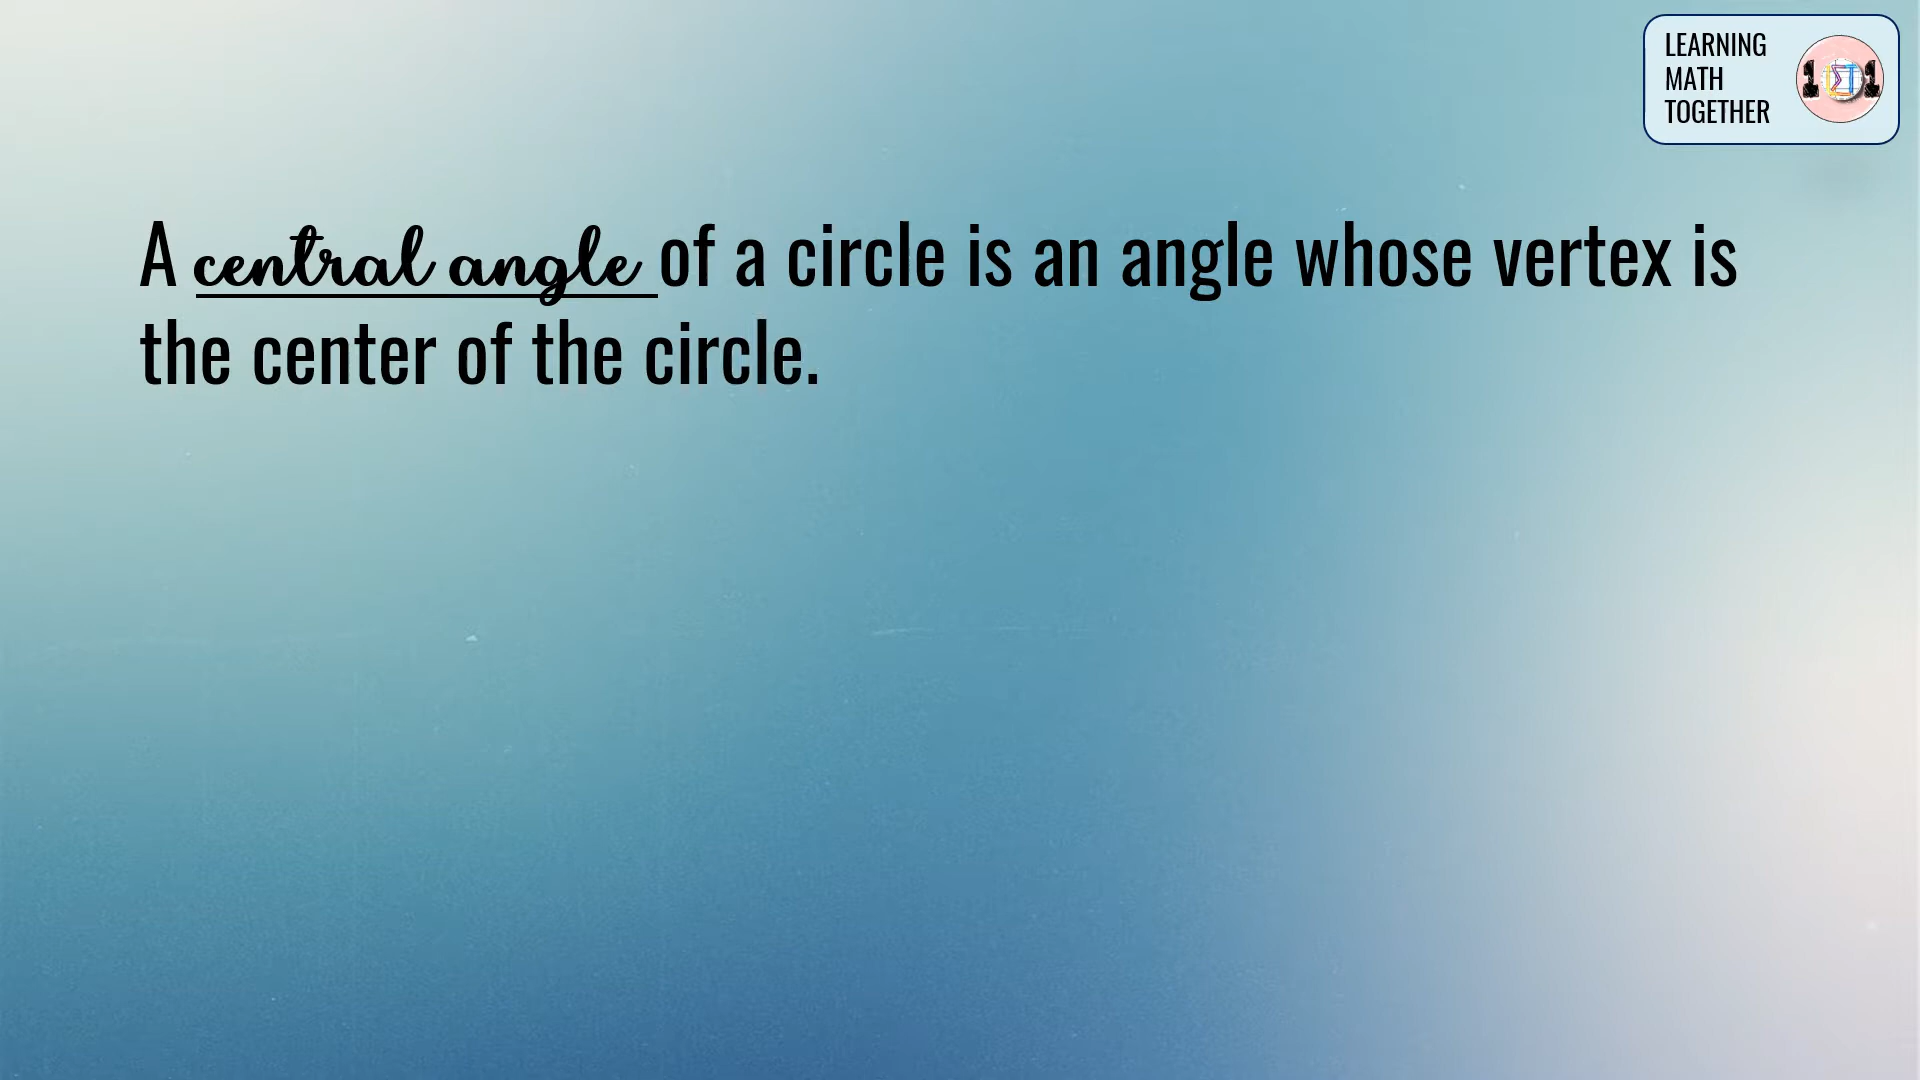 LEARNING
MATH
TOGETHER
A central angle of a circle is an angle whose vertex is
the center of the circle.